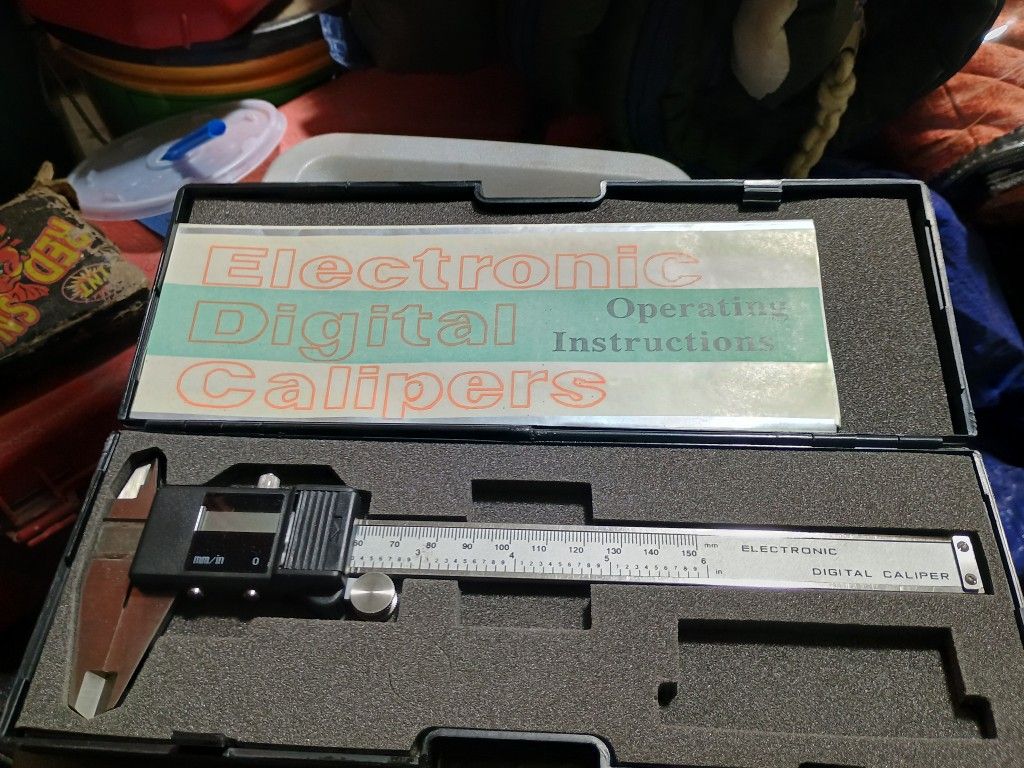 Electronic
Digital
Calipers
Operating
Instructions
RED
mm/in 0
60 70 80 90 100 110 120 130 140 150 mm
3 4 5 6 in
ELECTRONIC
DIGITAL CALIPER